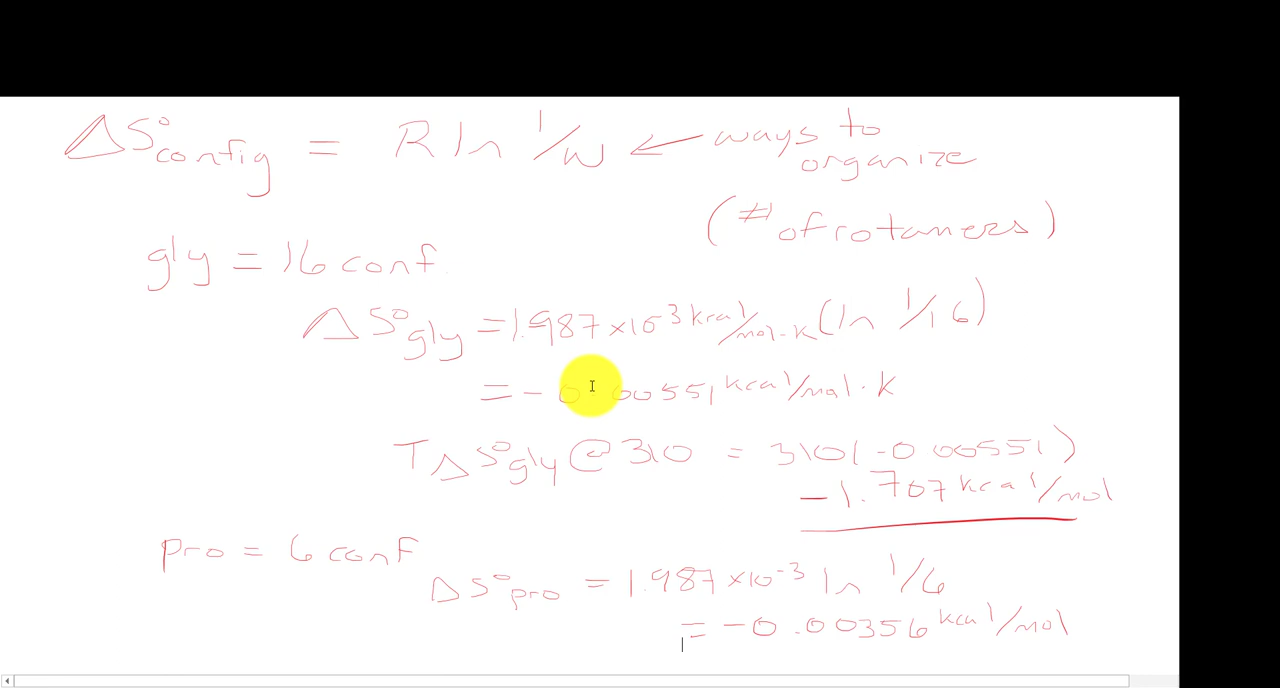 ΔS°config = R ln 1/W ← ways to
organize
(# of rotamers)
gly = 16 conf.
ΔS°gly = 1.987 x 10-3 kcal/mol·K (ln 1/16)
= -0.00551 kcal/mol·K
TΔS°gly @ 310 = 310(-0.00551)
-1.707 kcal/mol
pro = 6 conf
ΔS°pro = 1.987 x 10-3 ln 1/6
= -0.00356 kcal/mol